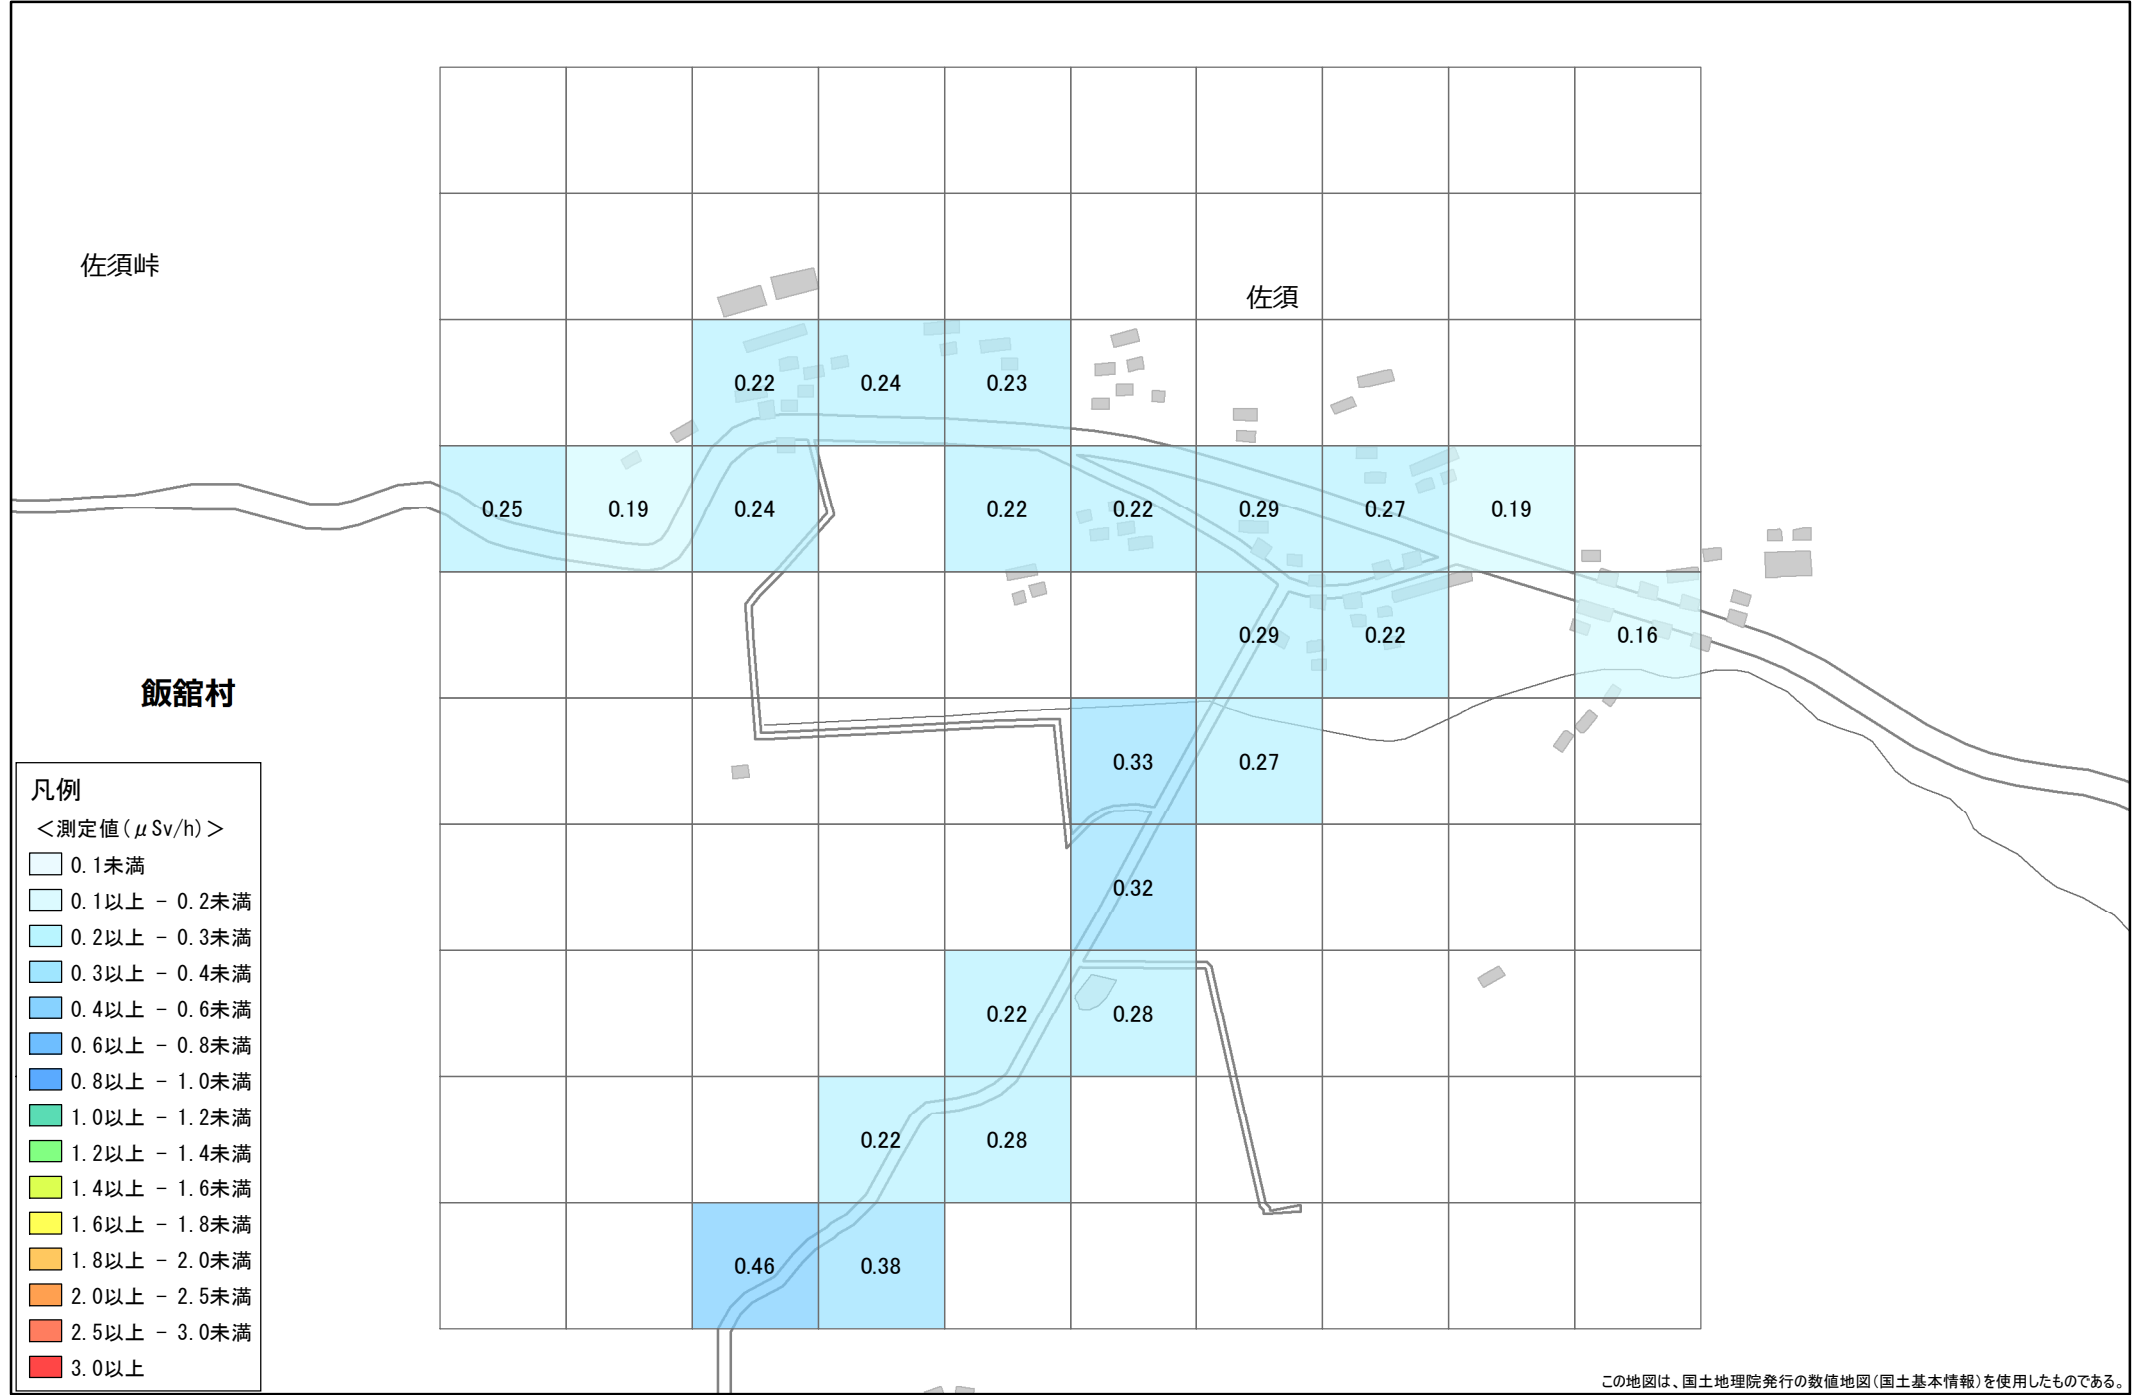 佐須峠
佐須
0.22 0.24 0.23
0.25 0.19 0.24 0.22 0.22 0.29 0.27 0.19
0.29 0.22 0.16
飯舘村
0.33 0.27
0.32
0.22 0.28
0.22 0.28
0.46 0.38
凡例
＜測定値(μSv/h)＞
0.1未満
0.1以上 - 0.2未満
0.2以上 - 0.3未満
0.3以上 - 0.4未満
0.4以上 - 0.6未満
0.6以上 - 0.8未満
0.8以上 - 1.0未満
1.0以上 - 1.2未満
1.2以上 - 1.4未満
1.4以上 - 1.6未満
1.6以上 - 1.8未満
1.8以上 - 2.0未満
2.0以上 - 2.5未満
2.5以上 - 3.0未満
3.0以上
この地図は、国土地理院発行の数値地図(国土基本情報)を使用したものである。